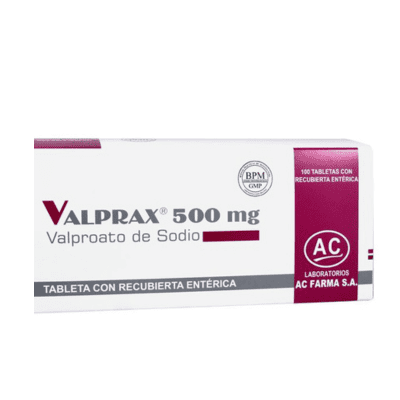 BPM
GMP
100 TABLETAS CON
RECUBIERTA ENTÉRICA
VALPRAX® 500 mg
Valproato de Sodio
AC
LABORATORIOS
AC FARMA S.A.
TABLETA CON RECUBIERTA ENTÉRICA